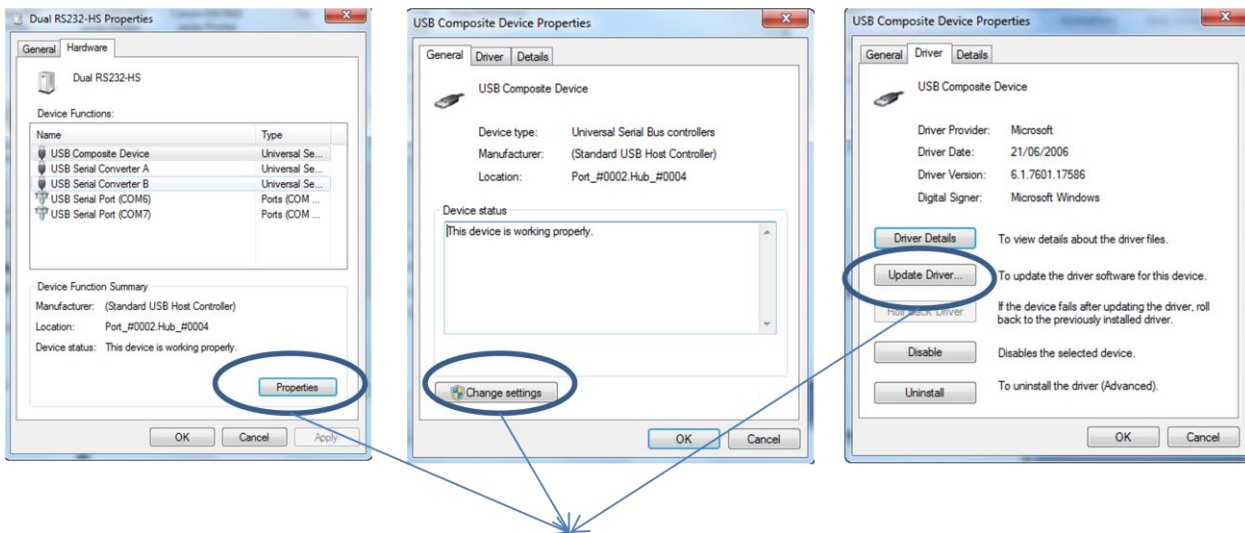 Dual RS232-HS Properties
General Hardware
Dual RS232-HS
Device Functions:
Name Type
USB Composite Device Universal Se...
USB Serial Converter A Universal Se...
USB Serial Converter B Universal Se...
USB Serial Port (COM6) Ports (COM ...
USB Serial Port (COM7) Ports (COM ...
Device Function Summary
Manufacturer: (Standard USB Host Controller)
Location: Port_#0002.Hub_#0004
Device status: This device is working properly.
Properties
OK Cancel Apply
USB Composite Device Properties
General Driver Details
USB Composite Device
Device type: Universal Serial Bus controllers
Manufacturer: (Standard USB Host Controller)
Location: Port_#0002.Hub_#0004
Device status
This device is working properly.
Change settings
OK Cancel
USB Composite Device Properties
General Driver Details
USB Composite Device
Driver Provider: Microsoft
Driver Date: 21/06/2006
Driver Version: 6.1.7601.17586
Digital Signer: Microsoft Windows
Driver Details To view details about the driver files.
Update Driver... To update the driver software for this device.
Roll Back Driver If the device fails after updating the driver, roll
back to the previously installed driver.
Disable Disables the selected device.
Uninstall To uninstall the driver (Advanced).
OK Cancel